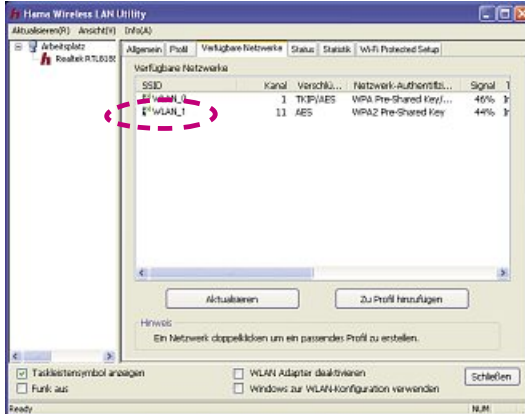 Hama Wireless LAN Utility
Aktualisieren(R) Ansicht(V) Info(A)
Arbeitsplatz
Realtek RTL8188
Allgemein Profil Verfügbare Netzwerke Status Statistik Wi-Fi Protected Setup
Verfügbare Netzwerke
SSID Kanal Verschlü... Netzwerk-Authentifizi... Signal
WLAN_0 1 TKIP/AES WPA Pre-Shared Key/... 46%
WLAN_1 11 AES WPA2 Pre-Shared Key 44%
Aktualisieren Zu Profil hinzufügen
Hinweis
Ein Netzwerk doppelklicken um ein passendes Profil zu erstellen.
Taskleistensymbol anzeigen WLAN Adapter deaktivieren Schließen
Funk aus Windows zur WLAN-Konfiguration verwenden
Ready NUM